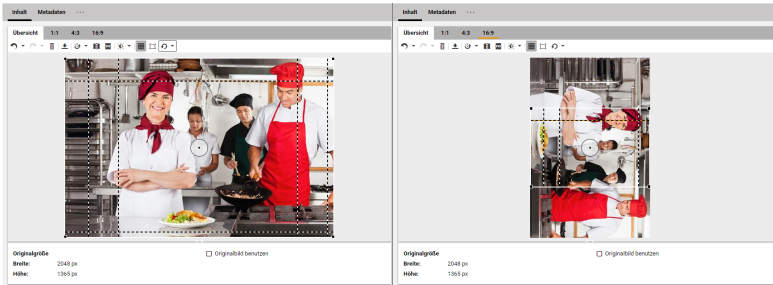 Inhalt Metadaten ···
Übersicht 1:1 4:3 16:9
Originalgröße
Originalbild benutzen
Breite: 2048 px
Höhe: 1365 px
Inhalt Metadaten ···
Übersicht 1:1 4:3 16:9
Originalgröße
Originalbild benutzen
Breite: 2048 px
Höhe: 1365 px